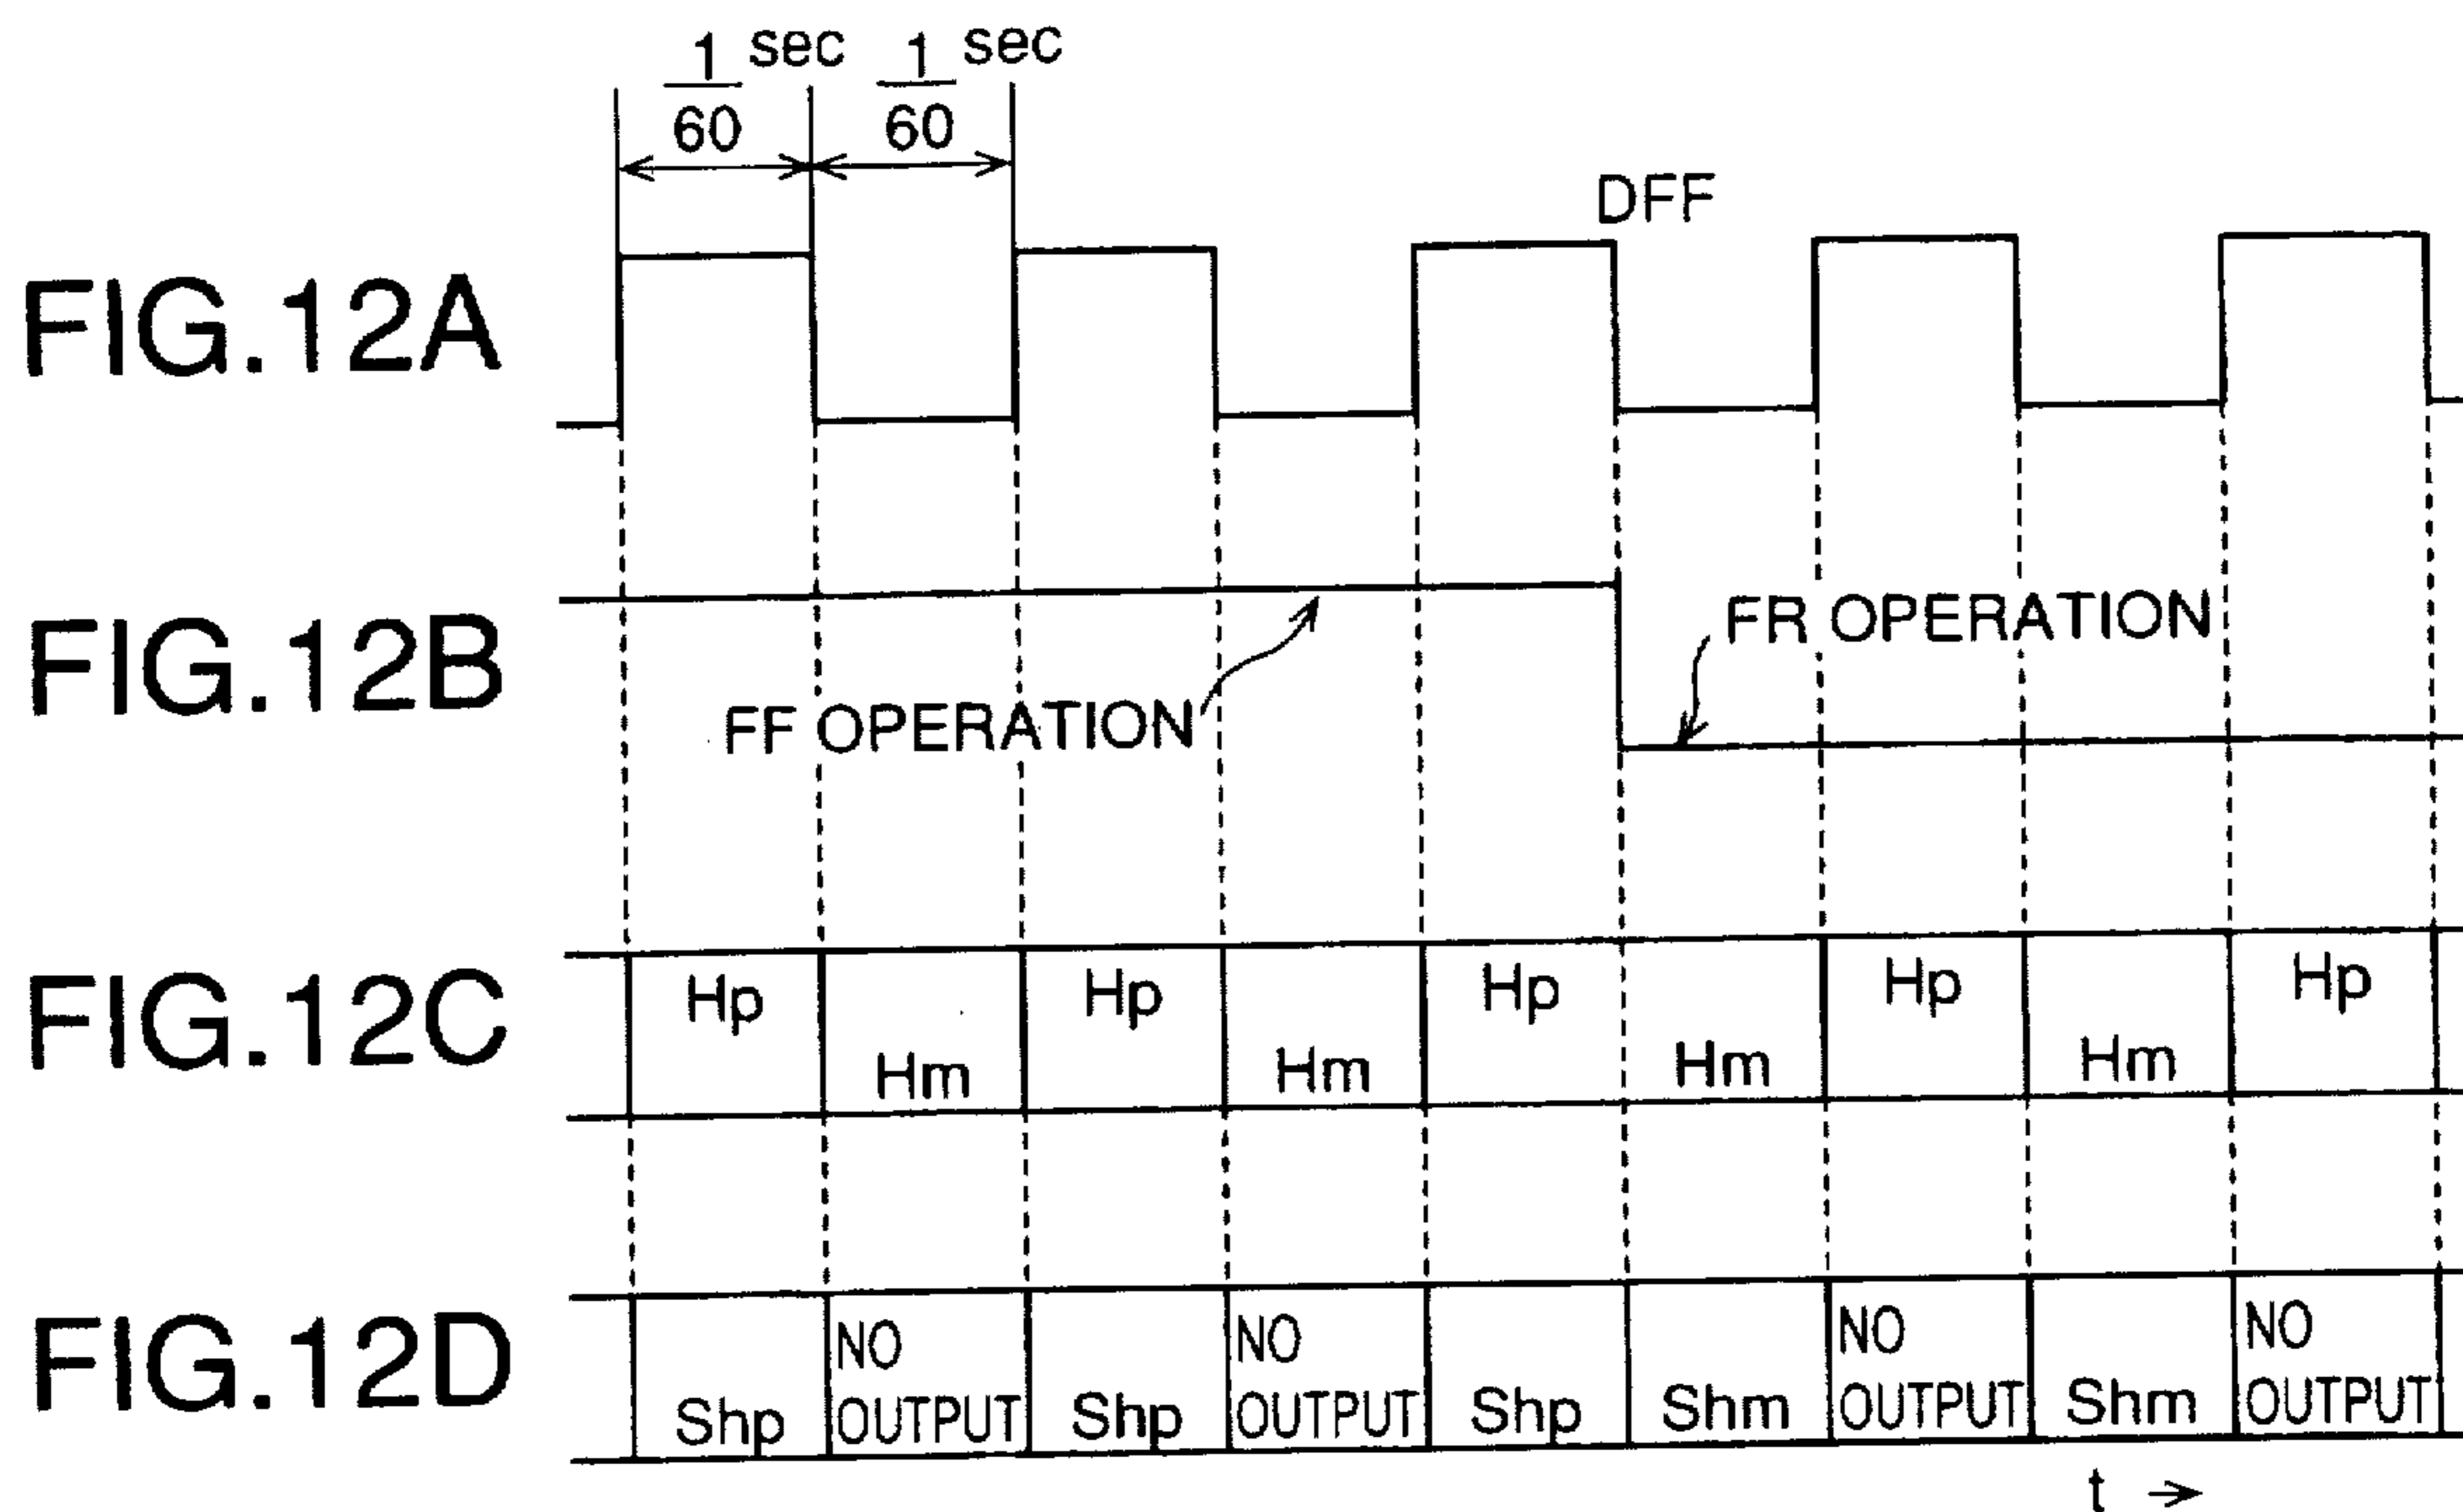 1/60 sec 1/60 sec
DFF
FIG.12A
FIG.12B
FF OPERATION
FR OPERATION
FIG.12C
Hp Hm Hp Hm Hp Hm Hp Hm Hp
FIG.12D
Shp NO OUTPUT Shp NO OUTPUT Shp Shm NO OUTPUT Shm NO OUTPUT
t →